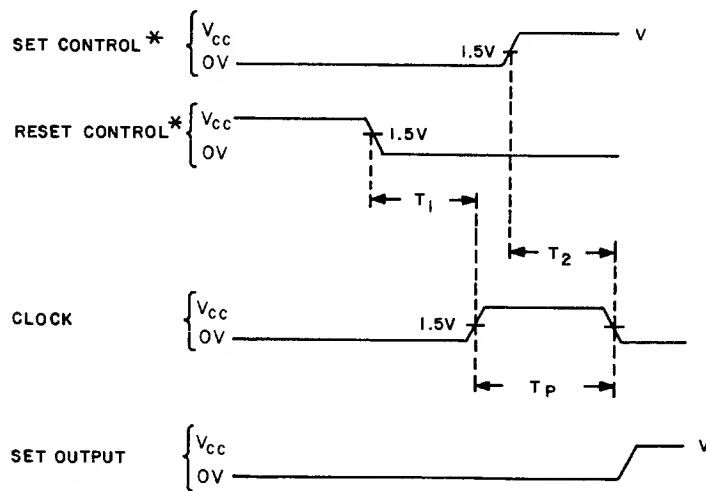 SET CONTROL* Vcc V
0V 1.5V
RESET CONTROL* Vcc 1.5V
0V
T1
T2
CLOCK Vcc
0V 1.5V
TP
SET OUTPUT Vcc V
0V